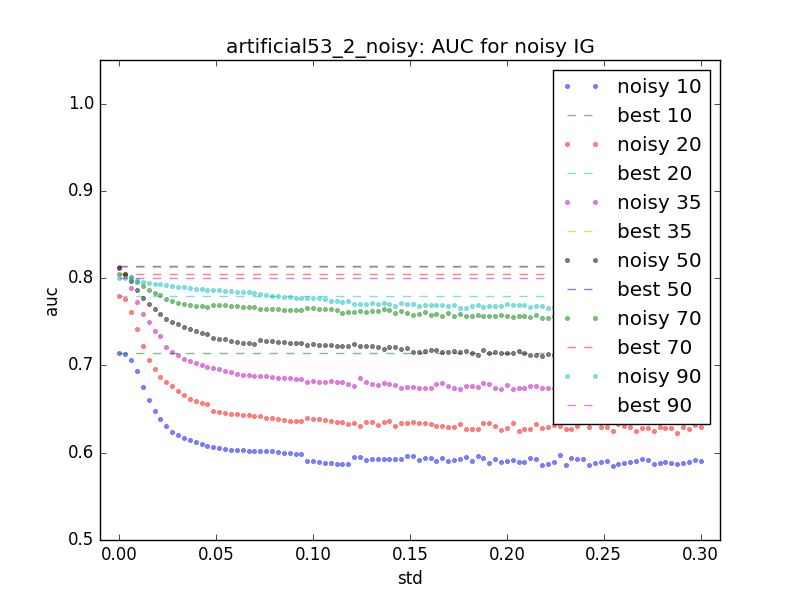 artificial53_2_noisy: AUC for noisy IG
noisy 10
best 10
noisy 20
best 20
noisy 35
best 35
noisy 50
best 50
noisy 70
best 70
noisy 90
best 90
auc
1.0
0.9
0.8
0.7
0.6
0.5
0.00 0.05 0.10 0.15 0.20 0.25 0.30
std